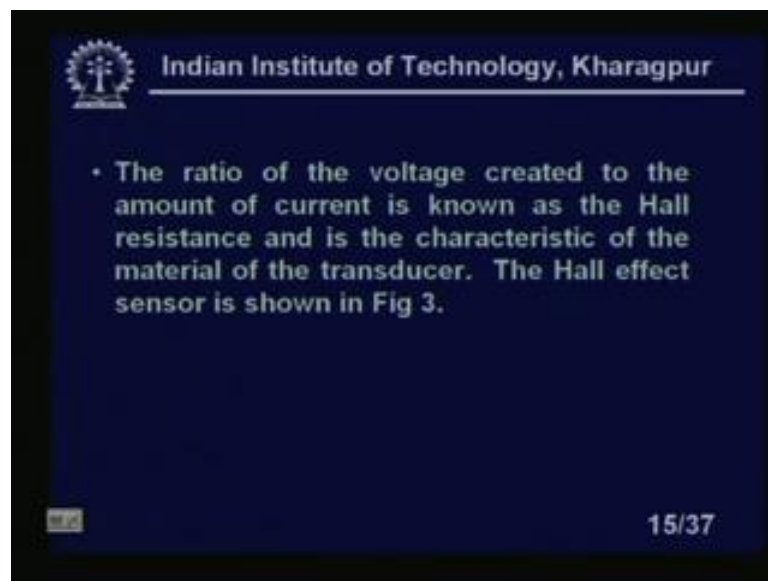 Indian Institute of Technology, Kharagpur
• The ratio of the voltage created to the
amount of current is known as the Hall
resistance and is the characteristic of the
material of the transducer. The Hall effect
sensor is shown in Fig 3.
15/37